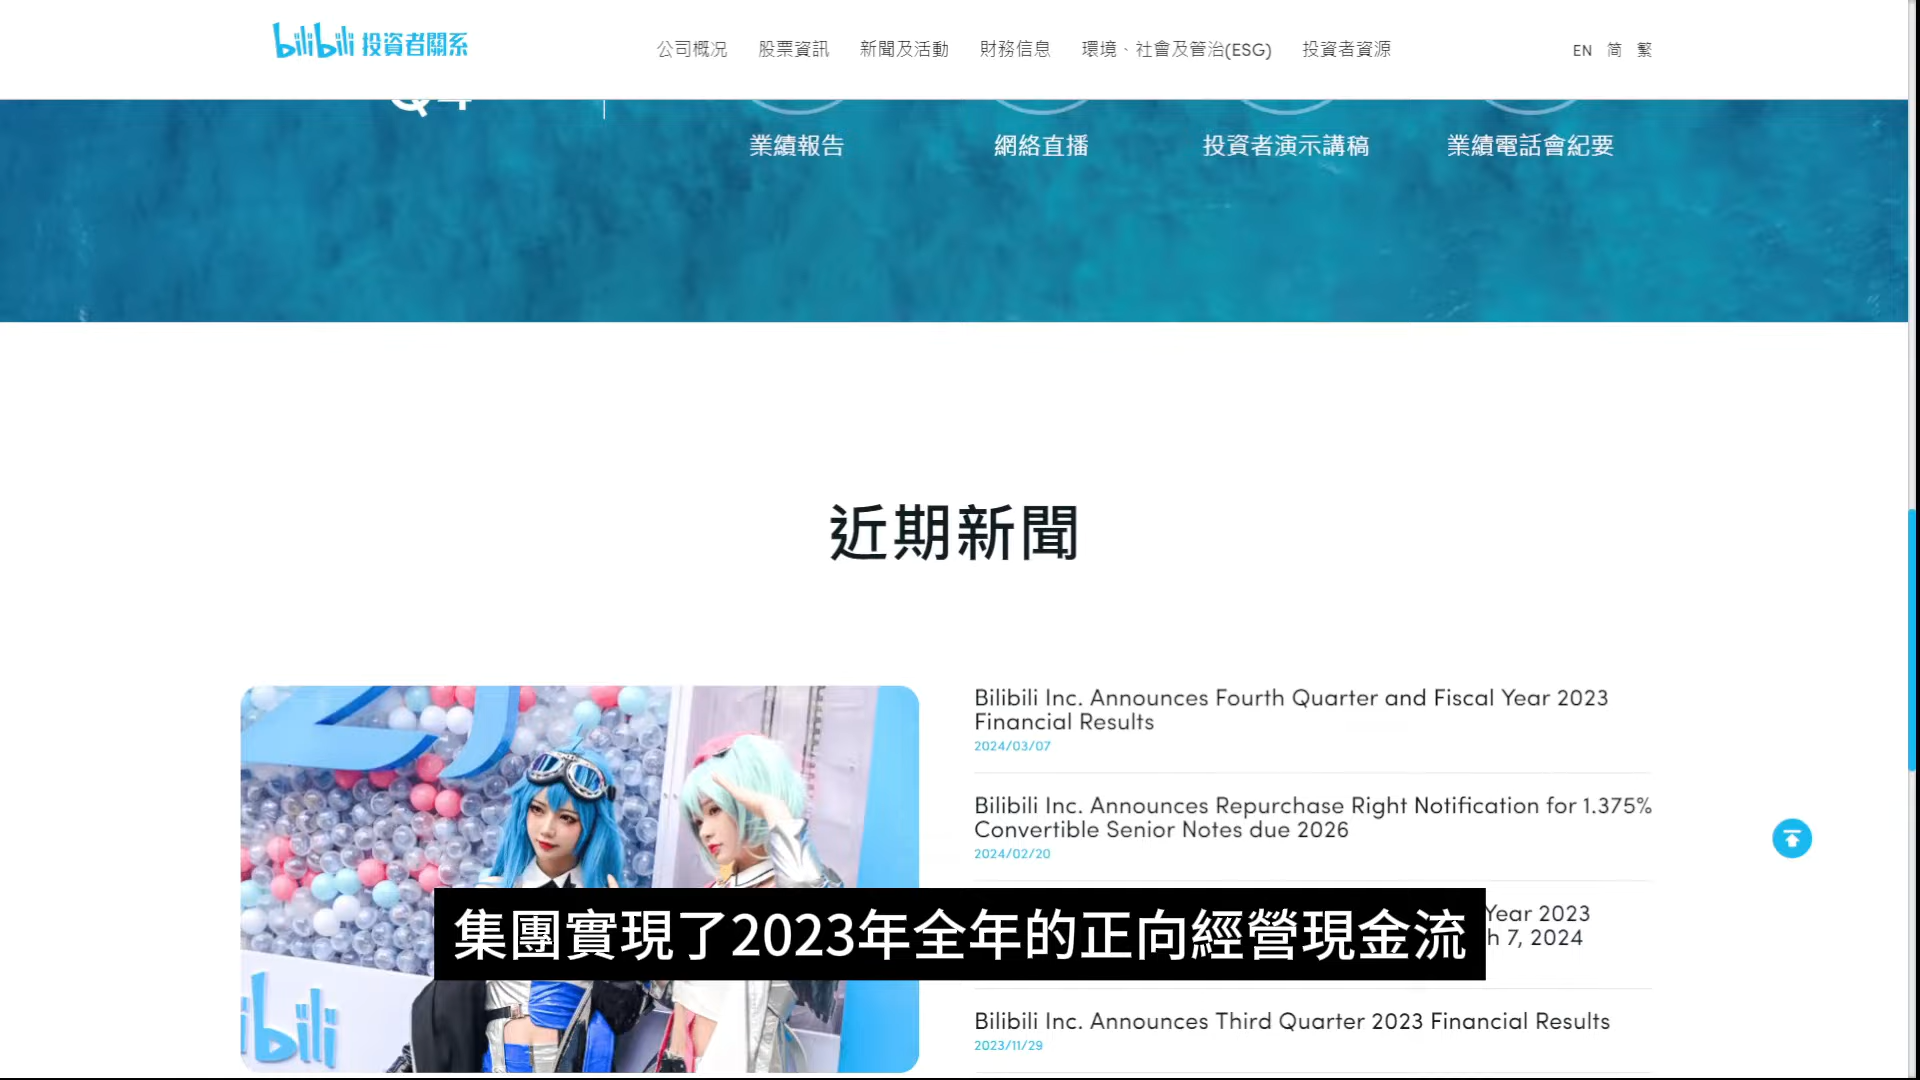 bilibili 投資者關系
公司概况 股票資訊 新聞及活動 財務信息 環境、社會及管治(ESG) 投資者資源
EN 简 繁
業績報告 網絡直播 投資者演示講稿 業績電話會紀要
近期新聞
Bilibili Inc. Announces Fourth Quarter and Fiscal Year 2023
Financial Results
2024/03/07
Bilibili Inc. Announces Repurchase Right Notification for 1.375%
Convertible Senior Notes due 2026
2024/02/20
Year 2023
h 7, 2024
集團實現了2023年全年的正向經營現金流
Bilibili Inc. Announces Third Quarter 2023 Financial Results
2023/11/29
bili